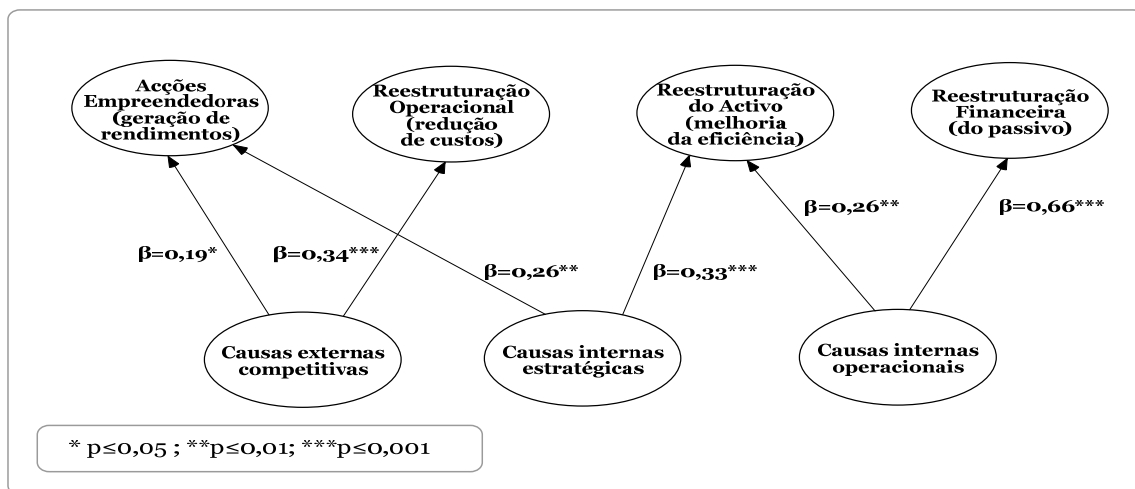 Acções
Empreendedoras
(geração de
rendimentos)
Reestruturação
Operacional
(redução
de custos)
Reestruturação
do Activo
(melhoria
da eficiência)
Reestruturação
Financeira
(do passivo)
β=0,19*
β=0,34***
β=0,26**
β=0,33***
β=0,26**
β=0,66***
Causas externas
competitivas
Causas internas
estratégicas
Causas internas
operacionais
* p≤0,05 ; **p≤0,01; ***p≤0,001